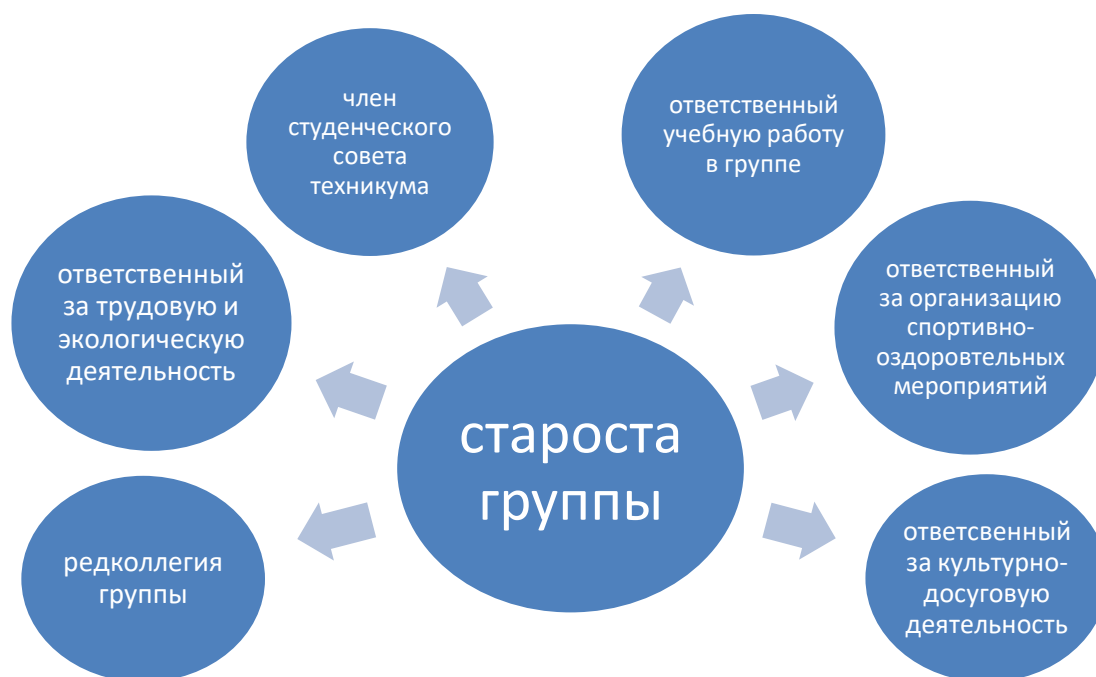 член
студенческого
совета
техникума
ответственный
учебную работу
в группе
ответственный
за трудовую и
экологическую
деятельность
ответственный
за организацию
спортивно-
оздоровтельных
мероприятий
староста
группы
редколлегия
группы
ответсвенный
за культурно-
досуговую
деятельность